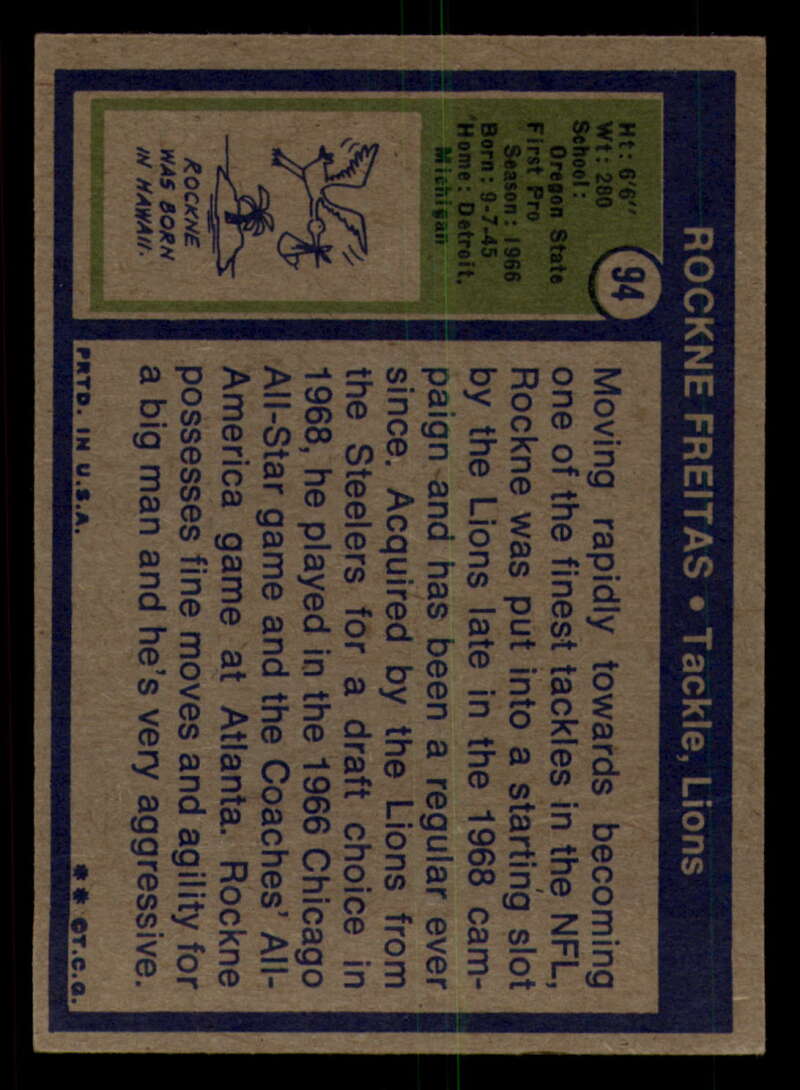 ROCKNE FREITAS • Tackle, Lions
94
Ht: 6'6"
Wt: 280
School:
Oregon State
First Pro
Season: 1966
Born: 9-7-45
Home: Detroit,
Michigan
ROCKNE
WAS BORN
IN HAWAII.
Moving rapidly towards becoming
one of the finest tackles in the NFL,
Rockne was put into a starting slot
by the Lions late in the 1968 cam-
paign and has been a regular ever
since. Acquired by the Lions from
the Steelers for a draft choice in
1968, he played in the 1966 Chicago
All-Star game and the Coaches' All-
America game at Atlanta. Rockne
possesses fine moves and agility for
a big man and he's very aggressive.
PRTD. IN U.S.A.
** ©T.C.G.